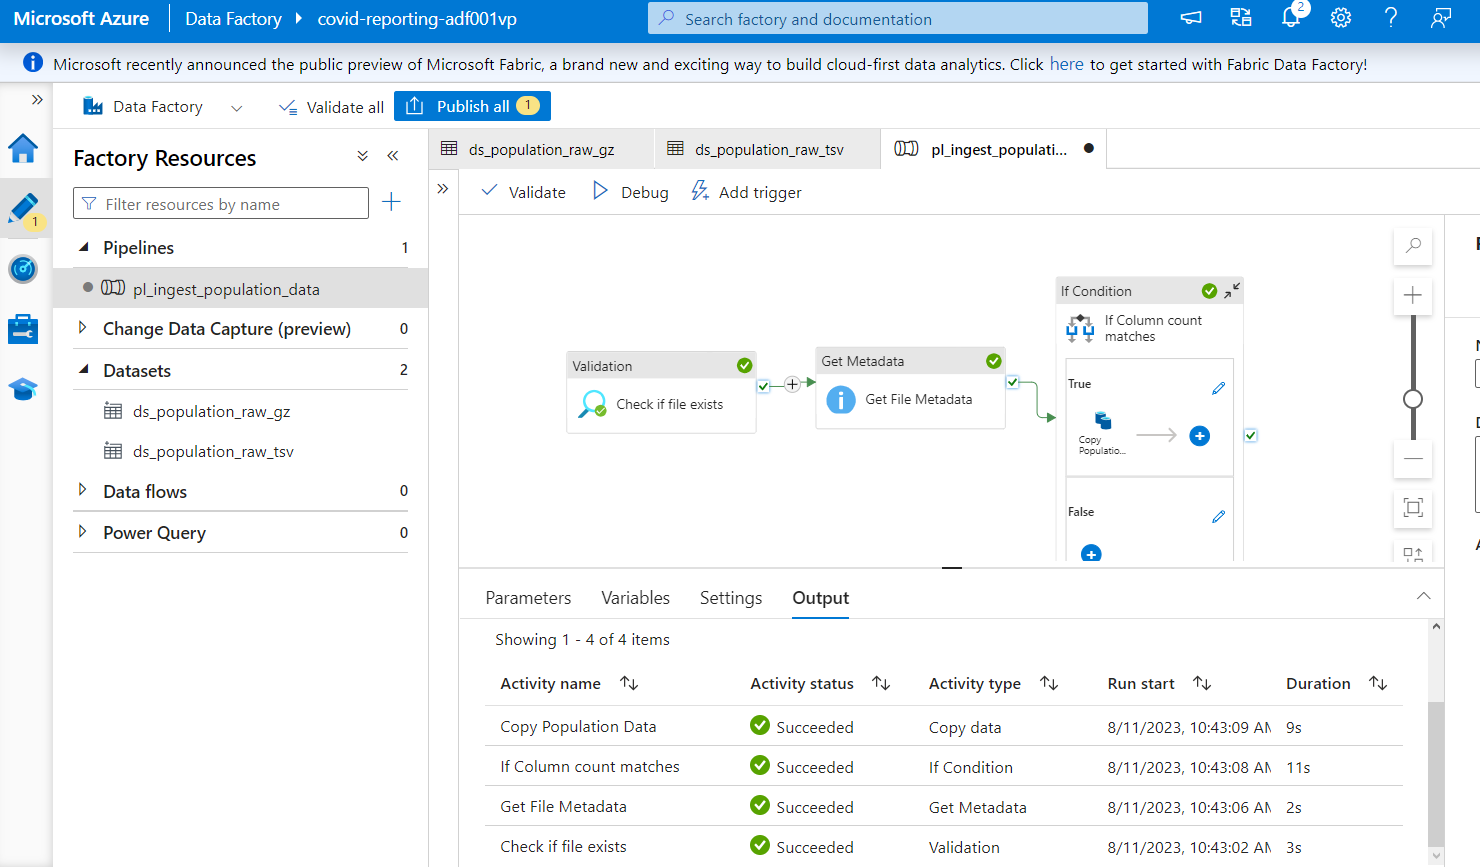 Microsoft Azure
Data Factory
covid-reporting-adf001vp
Search factory and documentation
2
Microsoft recently announced the public preview of Microsoft Fabric, a brand new and exciting way to build cloud-first data analytics. Click here to get started with Fabric Data Factory!
Data Factory
Validate all
Publish all 1
1
Factory Resources
Filter resources by name
Pipelines 1
pl_ingest_population_data
Change Data Capture (preview) 0
Datasets 2
ds_population_raw_gz
ds_population_raw_tsv
Data flows 0
Power Query 0
ds_population_raw_gz
ds_population_raw_tsv
pl_ingest_populati...
Validate
Debug
Add trigger
Validation
Check if file exists
Get Metadata
Get File Metadata
If Condition
If Column count
matches
True
Copy
Populatio...
False
Parameters
Variables
Settings
Output
Showing 1 - 4 of 4 items
Activity name Activity status Activity type Run start Duration
Copy Population Data Succeeded Copy data 8/11/2023, 10:43:09 AM 9s
If Column count matches Succeeded If Condition 8/11/2023, 10:43:08 AM 11s
Get File Metadata Succeeded Get Metadata 8/11/2023, 10:43:06 AM 2s
Check if file exists Succeeded Validation 8/11/2023, 10:43:02 AM 3s